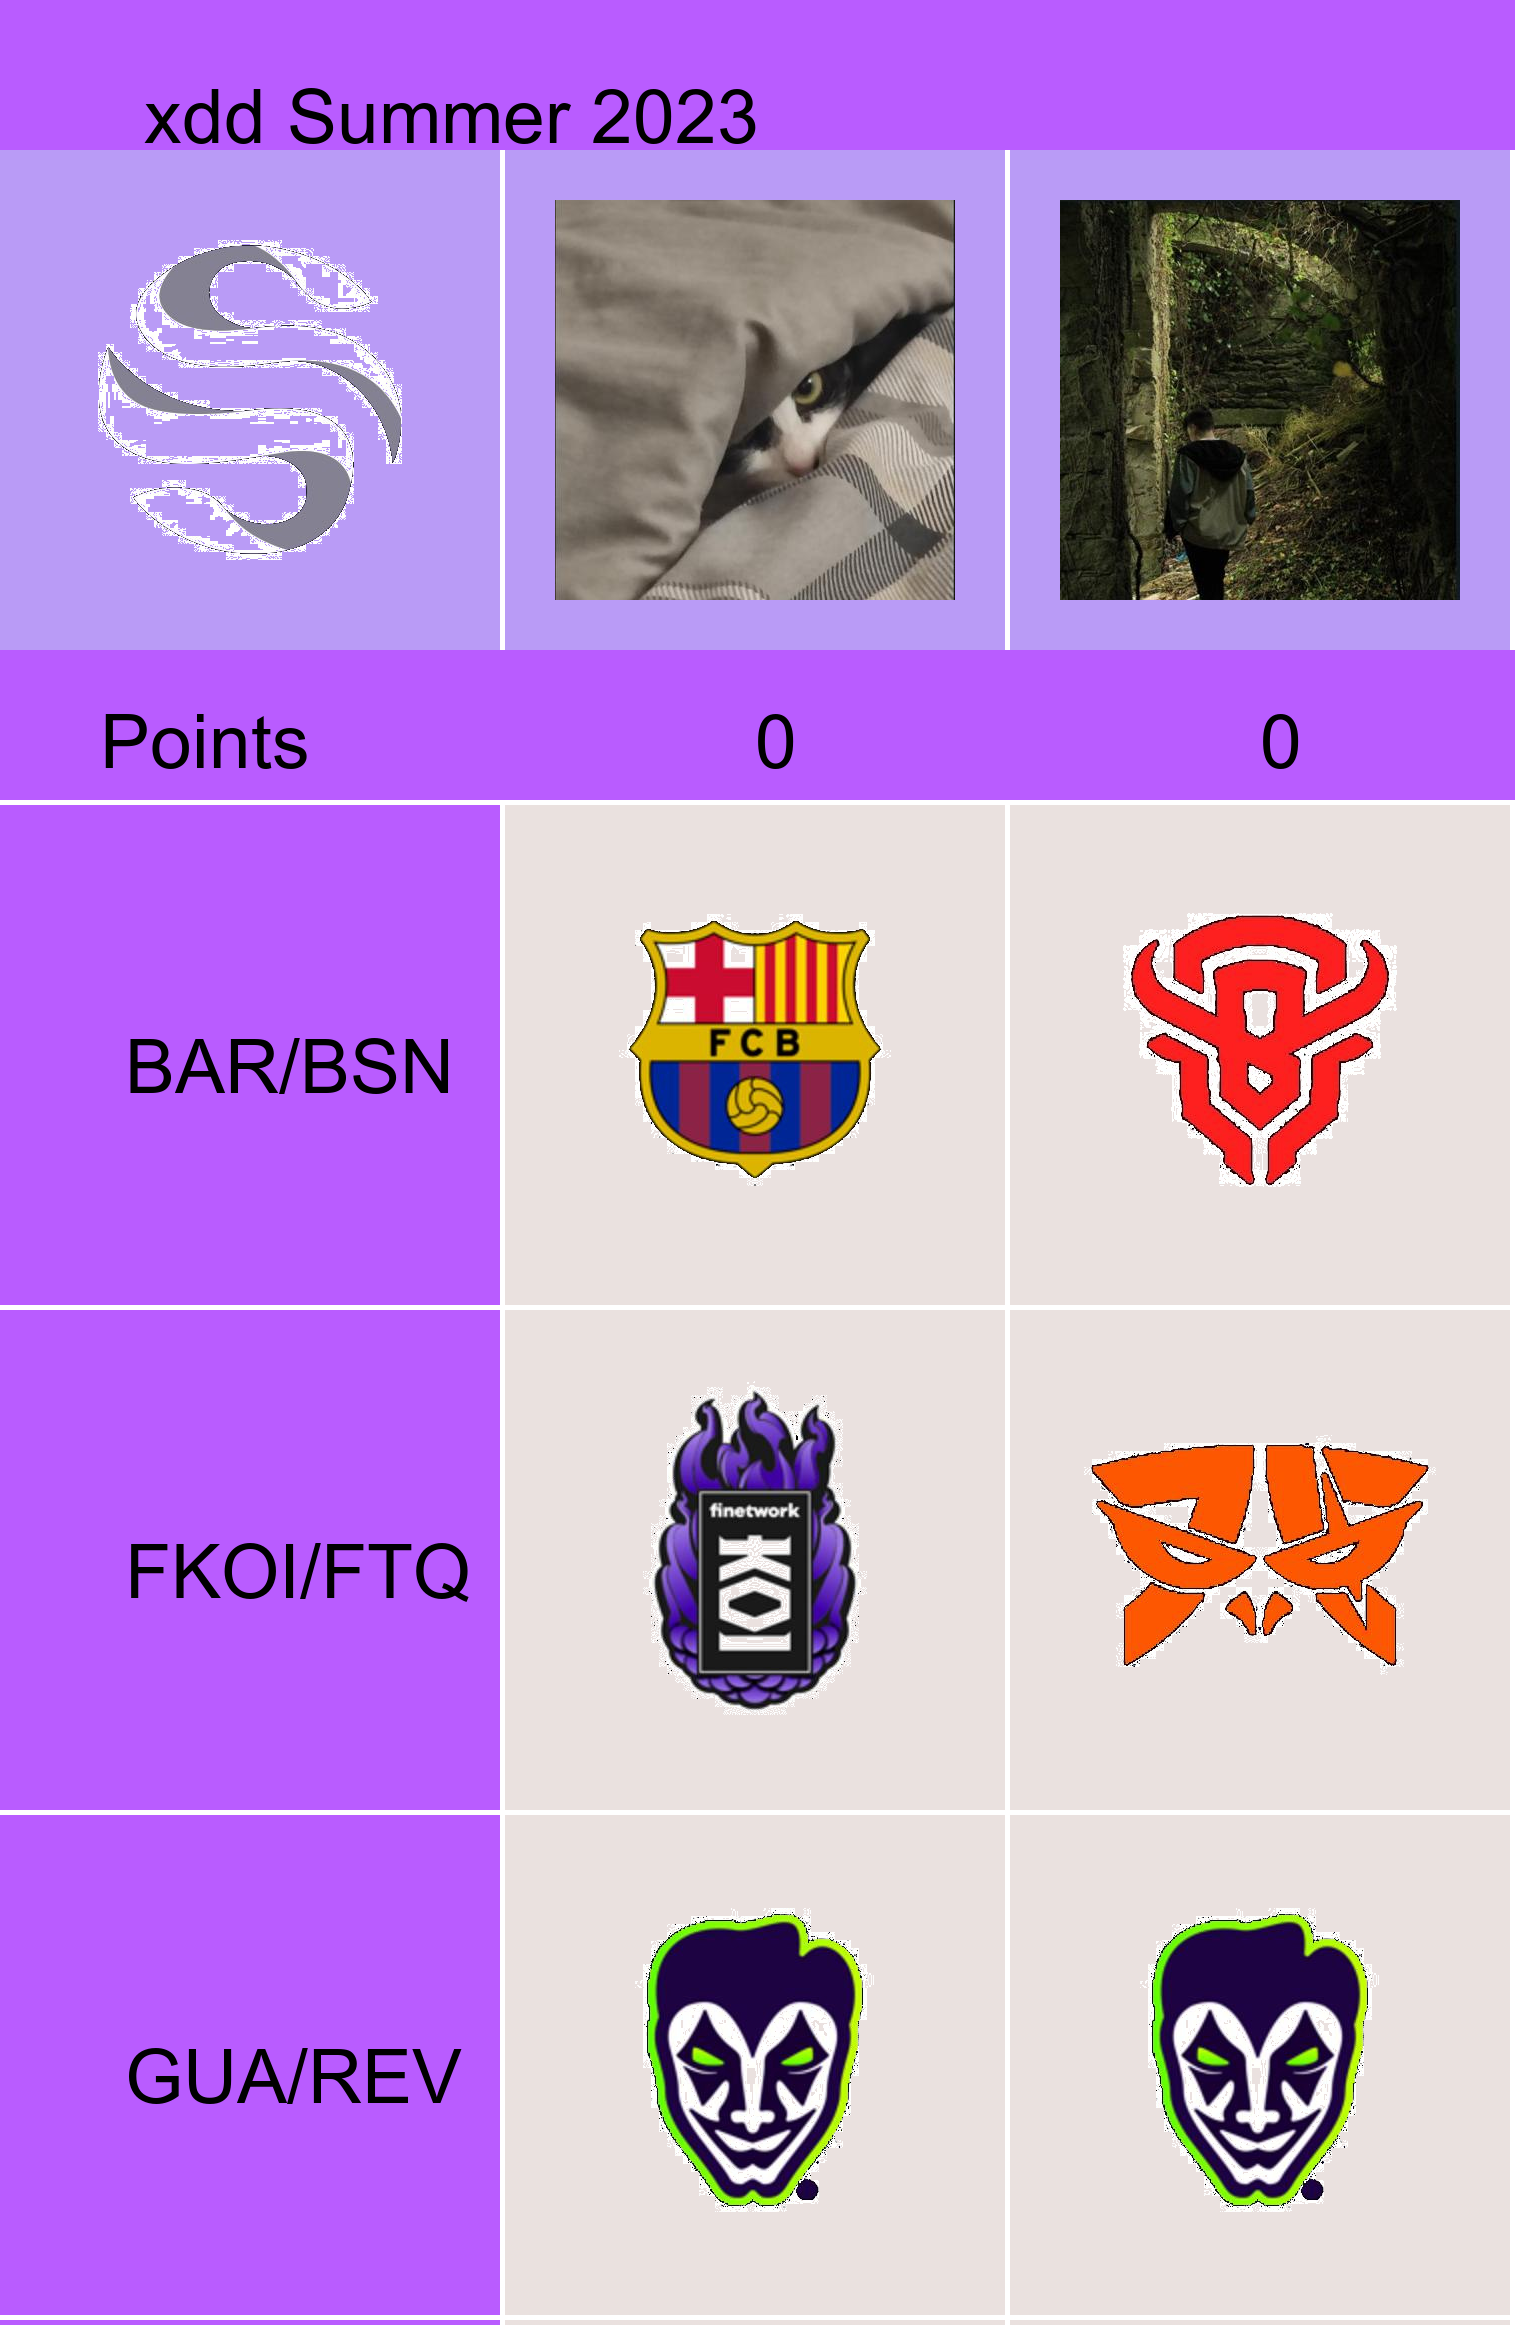 xdd Summer 2023
Points 0 0
BAR/BSN
FCB
FKOI/FTQ
finetwork
KOI
GUA/REV